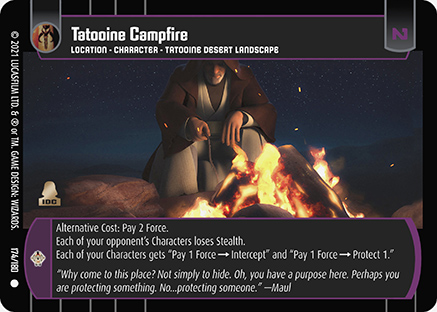 Tatooine Campfire
LOCATION - CHARACTER - TATOOINE DESERT LANDSCAPE
N
© 2021 LUCASFILM LTD. & ® OR TM. GAME DESIGN: WIZARDS.
IDC
Alternative Cost: Pay 2 Force.
Each of your opponent's Characters loses Stealth.
Each of your Characters gets "Pay 1 Force → Intercept" and "Pay 1 Force → Protect 1."
"Why come to this place? Not simply to hide. Oh, you have a purpose here. Perhaps you
are protecting something. No...protecting someone." —Maul
174/180